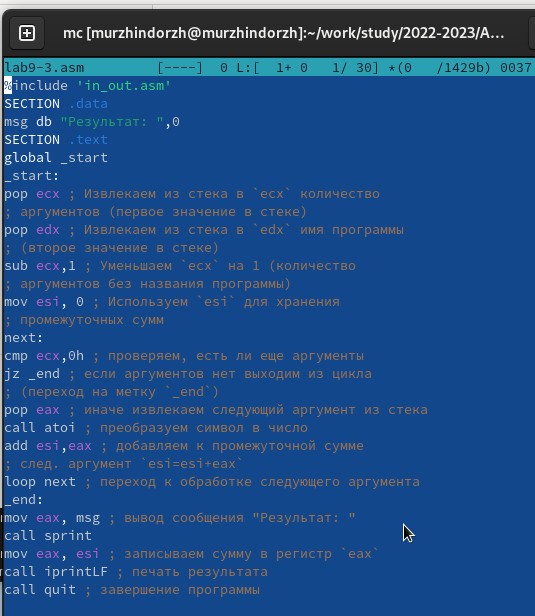 mc [murzhindorzh@murzhindorzh]:~/work/study/2022-2023/А...
lab9-3.asm [----] 0 L:[ 1+ 0 1/ 30] *(0 /1429b) 0037
%include 'in_out.asm'
SECTION .data
msg db "Результат: ",0
SECTION .text
global _start
_start:
pop ecx ; Извлекаем из стека в `ecx` количество
; аргументов (первое значение в стеке)
pop edx ; Извлекаем из стека в `edx` имя программы
; (второе значение в стеке)
sub ecx,1 ; Уменьшаем `ecx` на 1 (количество
; аргументов без названия программы)
mov esi, 0 ; Используем `esi` для хранения
; промежуточных сумм
next:
cmp ecx,0h ; проверяем, есть ли еще аргументы
jz _end ; если аргументов нет выходим из цикла
; (переход на метку `_end`)
pop eax ; иначе извлекаем следующий аргумент из стека
call atoi ; преобразуем символ в число
add esi,eax ; добавляем к промежуточной сумме
; след. аргумент `esi=esi+eax`
loop next ; переход к обработке следующего аргумента
_end:
mov eax, msg ; вывод сообщения "Результат: "
call sprint
mov eax, esi ; записываем сумму в регистр `eax`
call iprintLF ; печать результата
call quit ; завершение программы